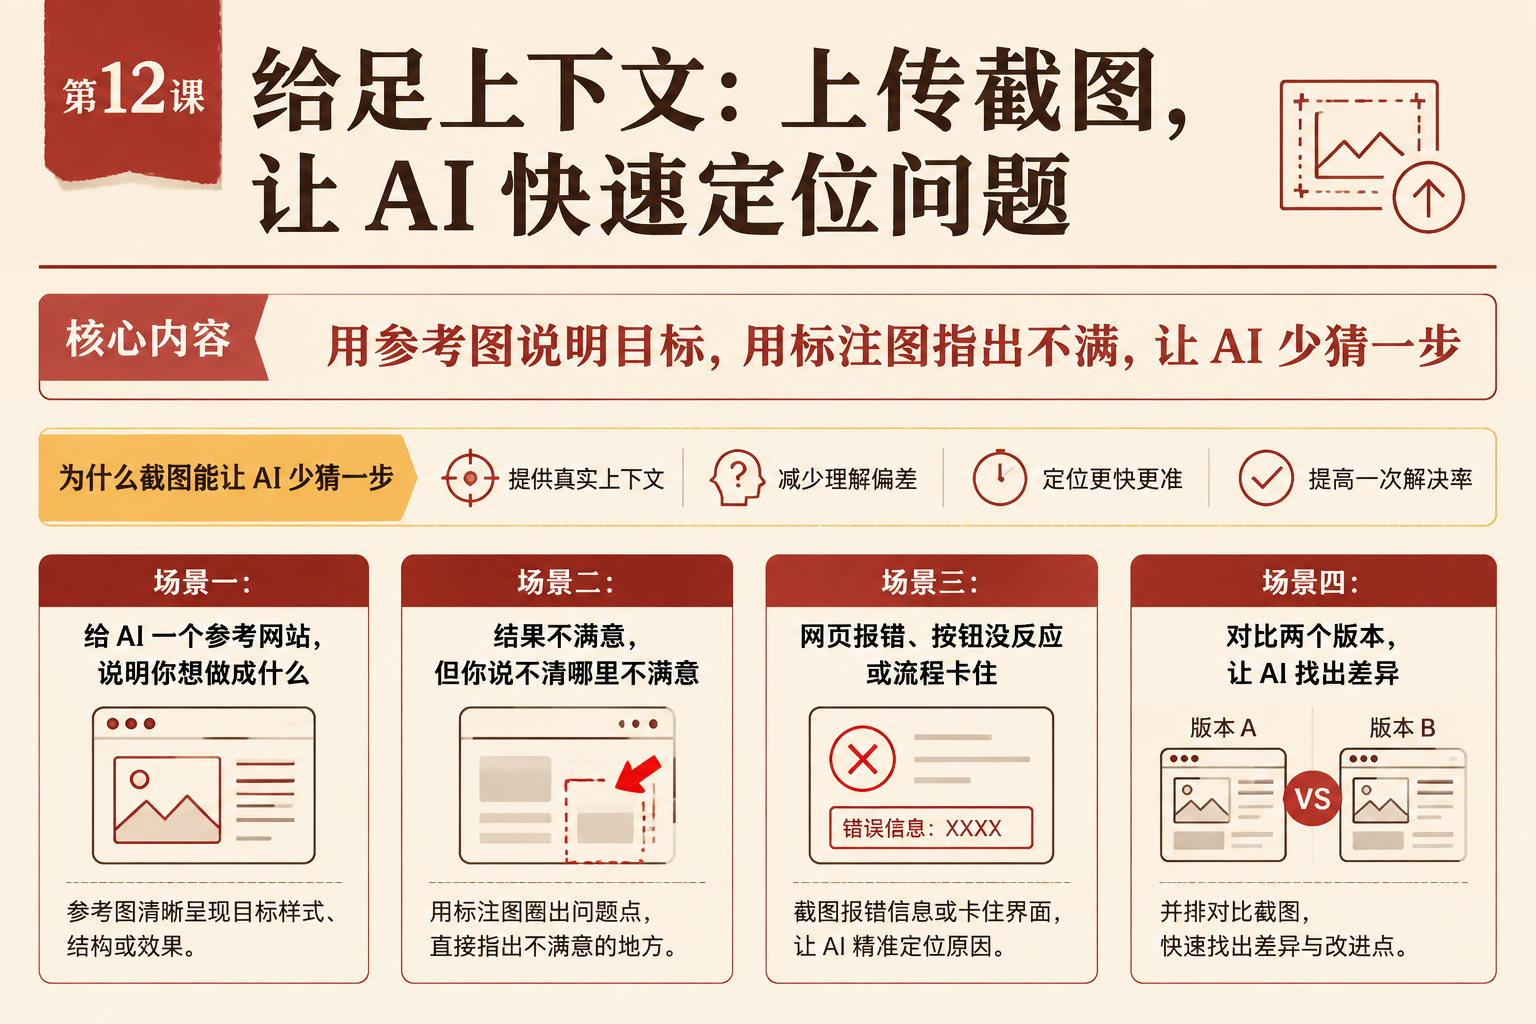 第12课
给足上下文：上传截图，
让 AI 快速定位问题
核心内容
用参考图说明目标，用标注图指出不满，让 AI 少猜一步
为什么截图能让 AI 少猜一步
提供真实上下文
减少理解偏差
定位更快更准
提高一次解决率
场景一：
给 AI 一个参考网站，
说明你想做成什么
参考图清晰呈现目标样式、
结构或效果。
场景二：
结果不满意，
但你说不清哪里不满意
用标注图圈出问题点，
直接指出不满意的地方。
场景三：
网页报错、按钮没反应
或流程卡住
错误信息：XXXX
截图报错信息或卡住界面，
让 AI 精准定位原因。
场景四：
对比两个版本，
让 AI 找出差异
版本 A
版本 B
VS
并排对比截图，
快速找出差异与改进点。